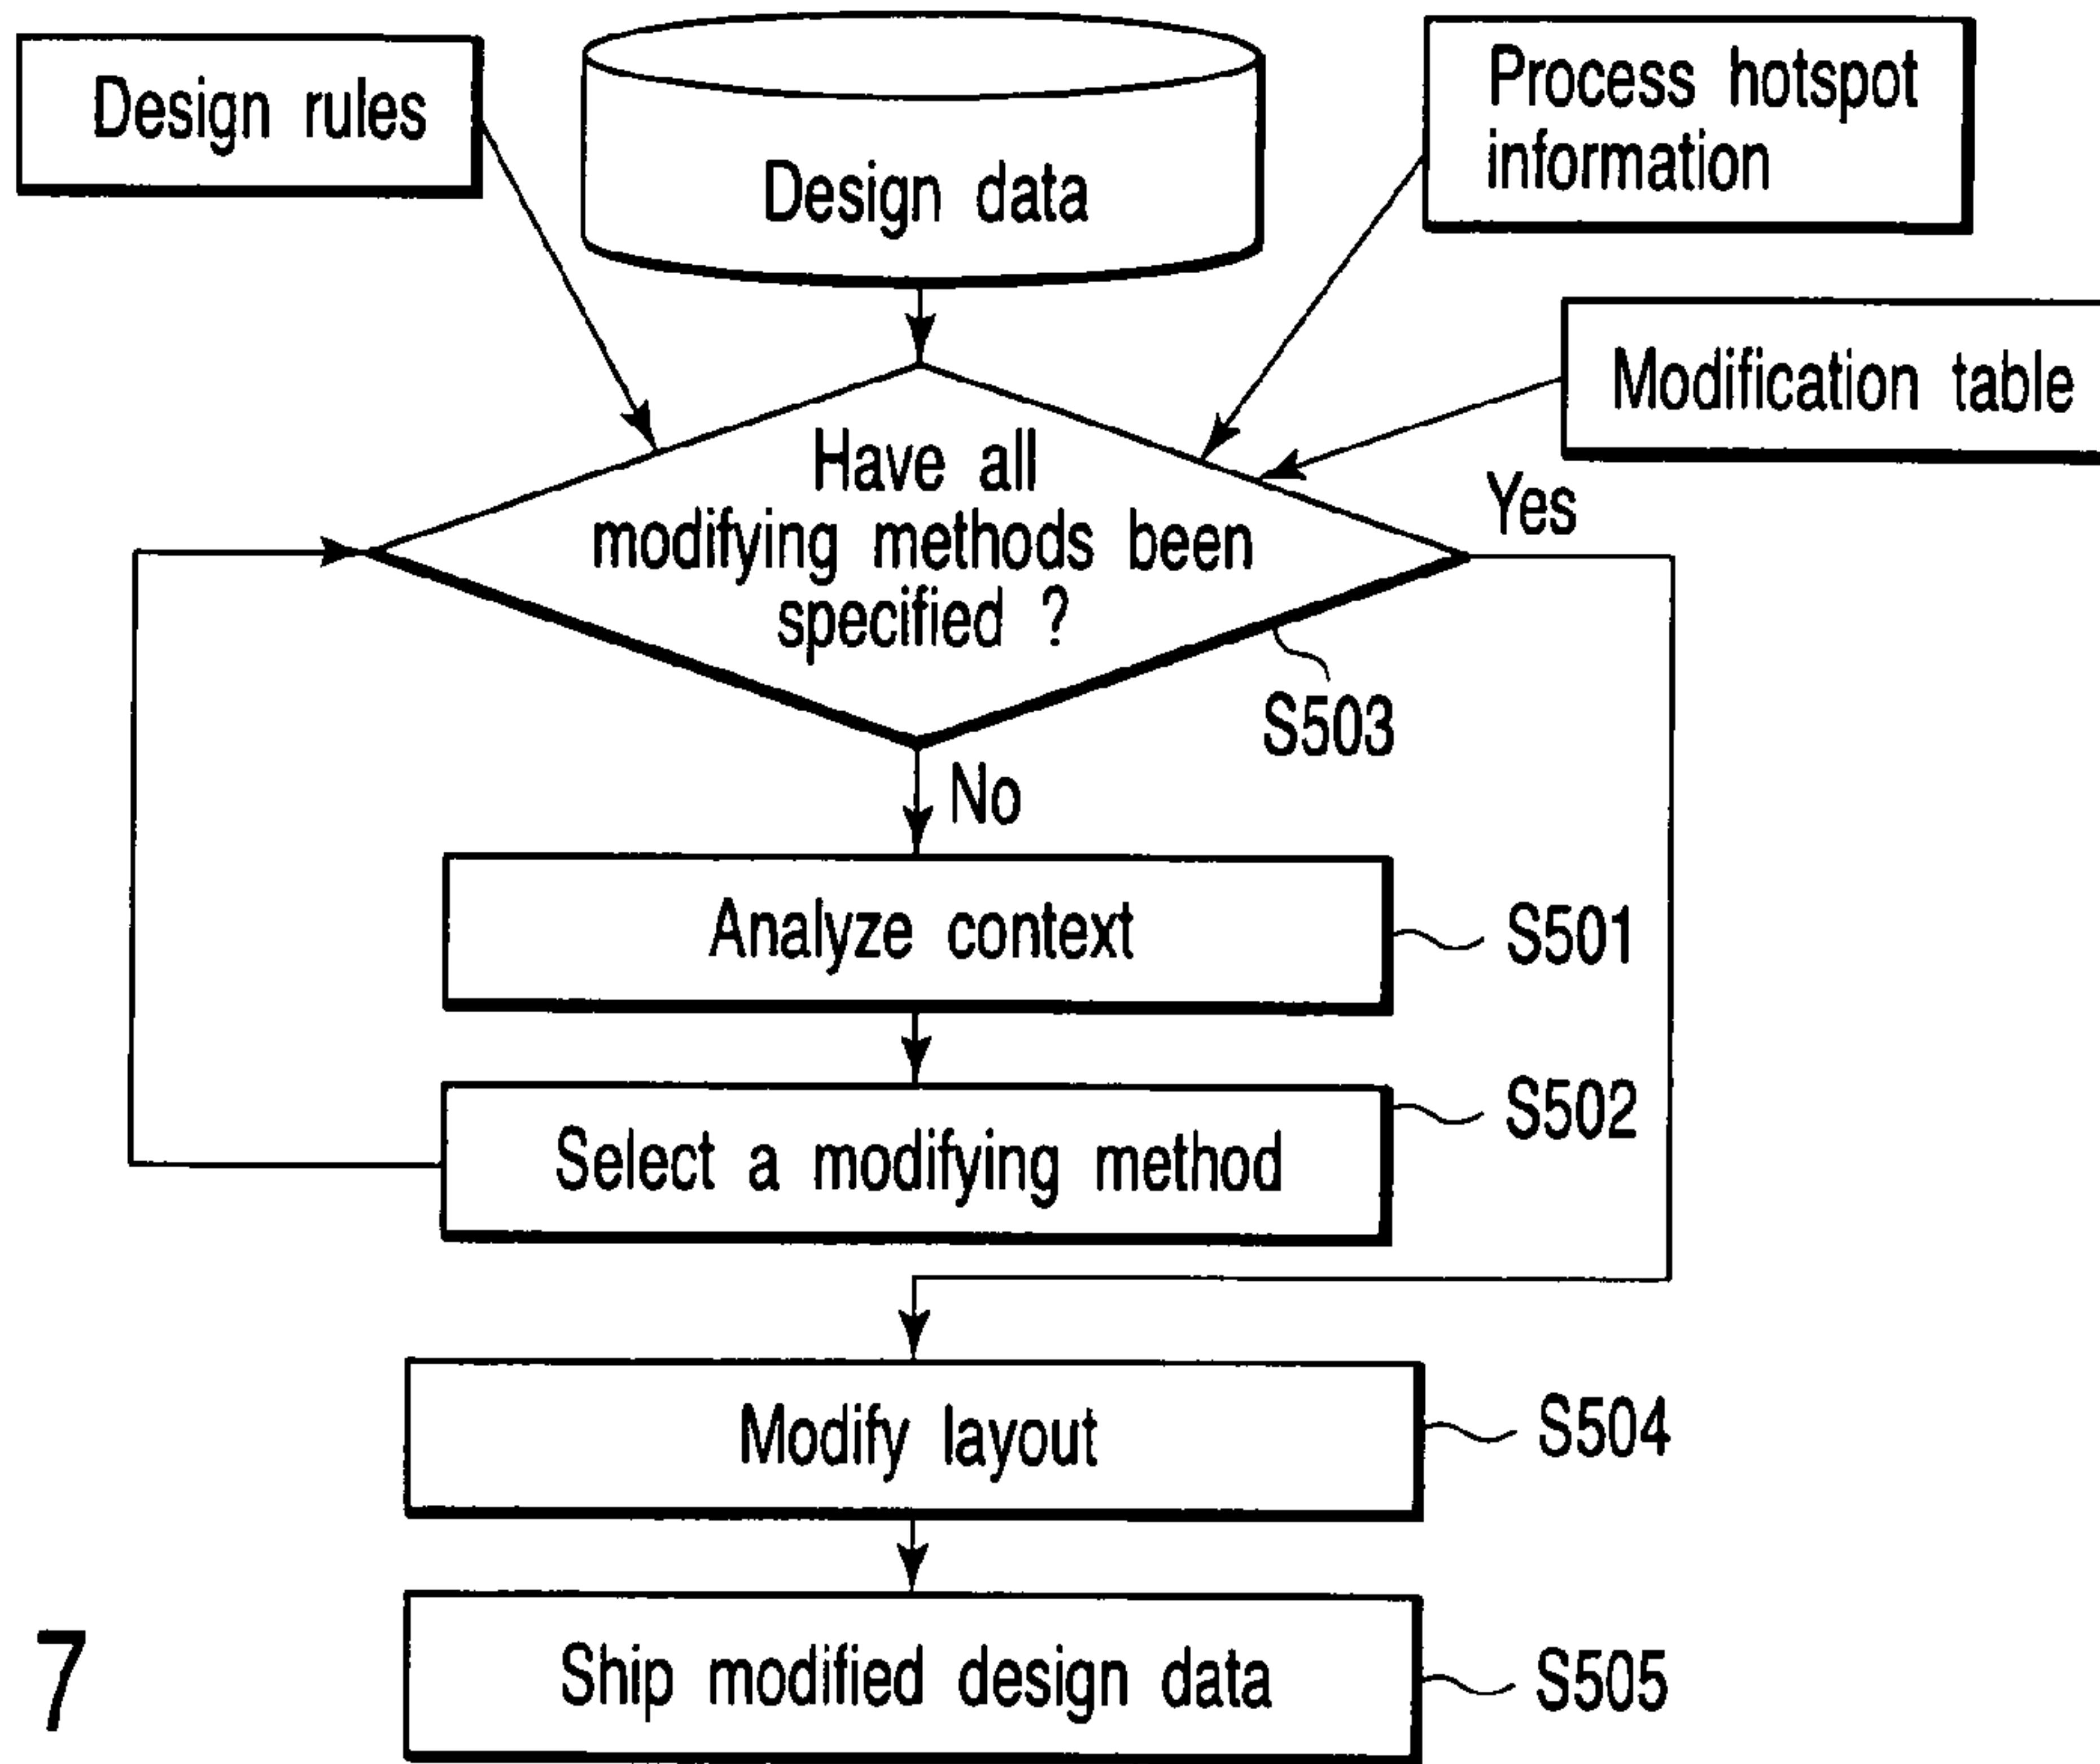 Design rules
Design data
Process hotspot
information
Modification table
Have all
modifying methods been
specified ?
Yes
S503
No
Analyze context
S501
Select a modifying method
S502
Modify layout
S504
Ship modified design data
S505
7